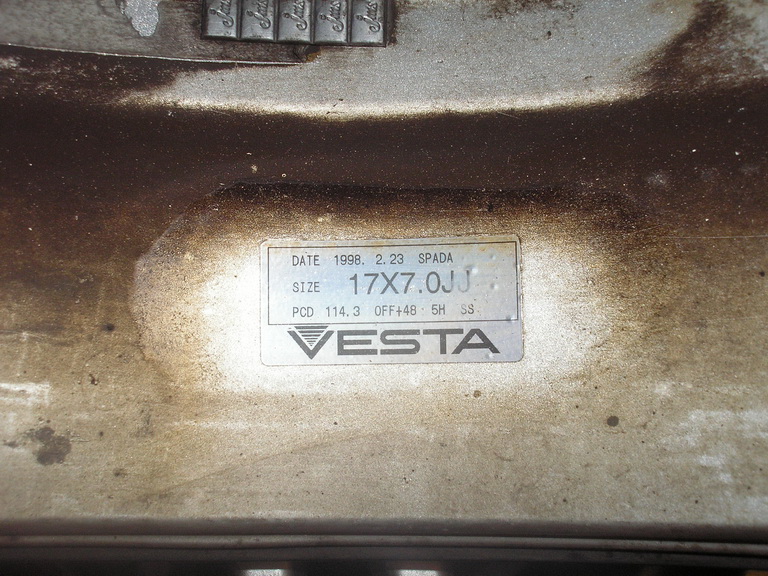 DATE 1998. 2.23 SPADA
SIZE 17X7.0JJ
PCD 114.3 OFF+48 5H SS
VESTA